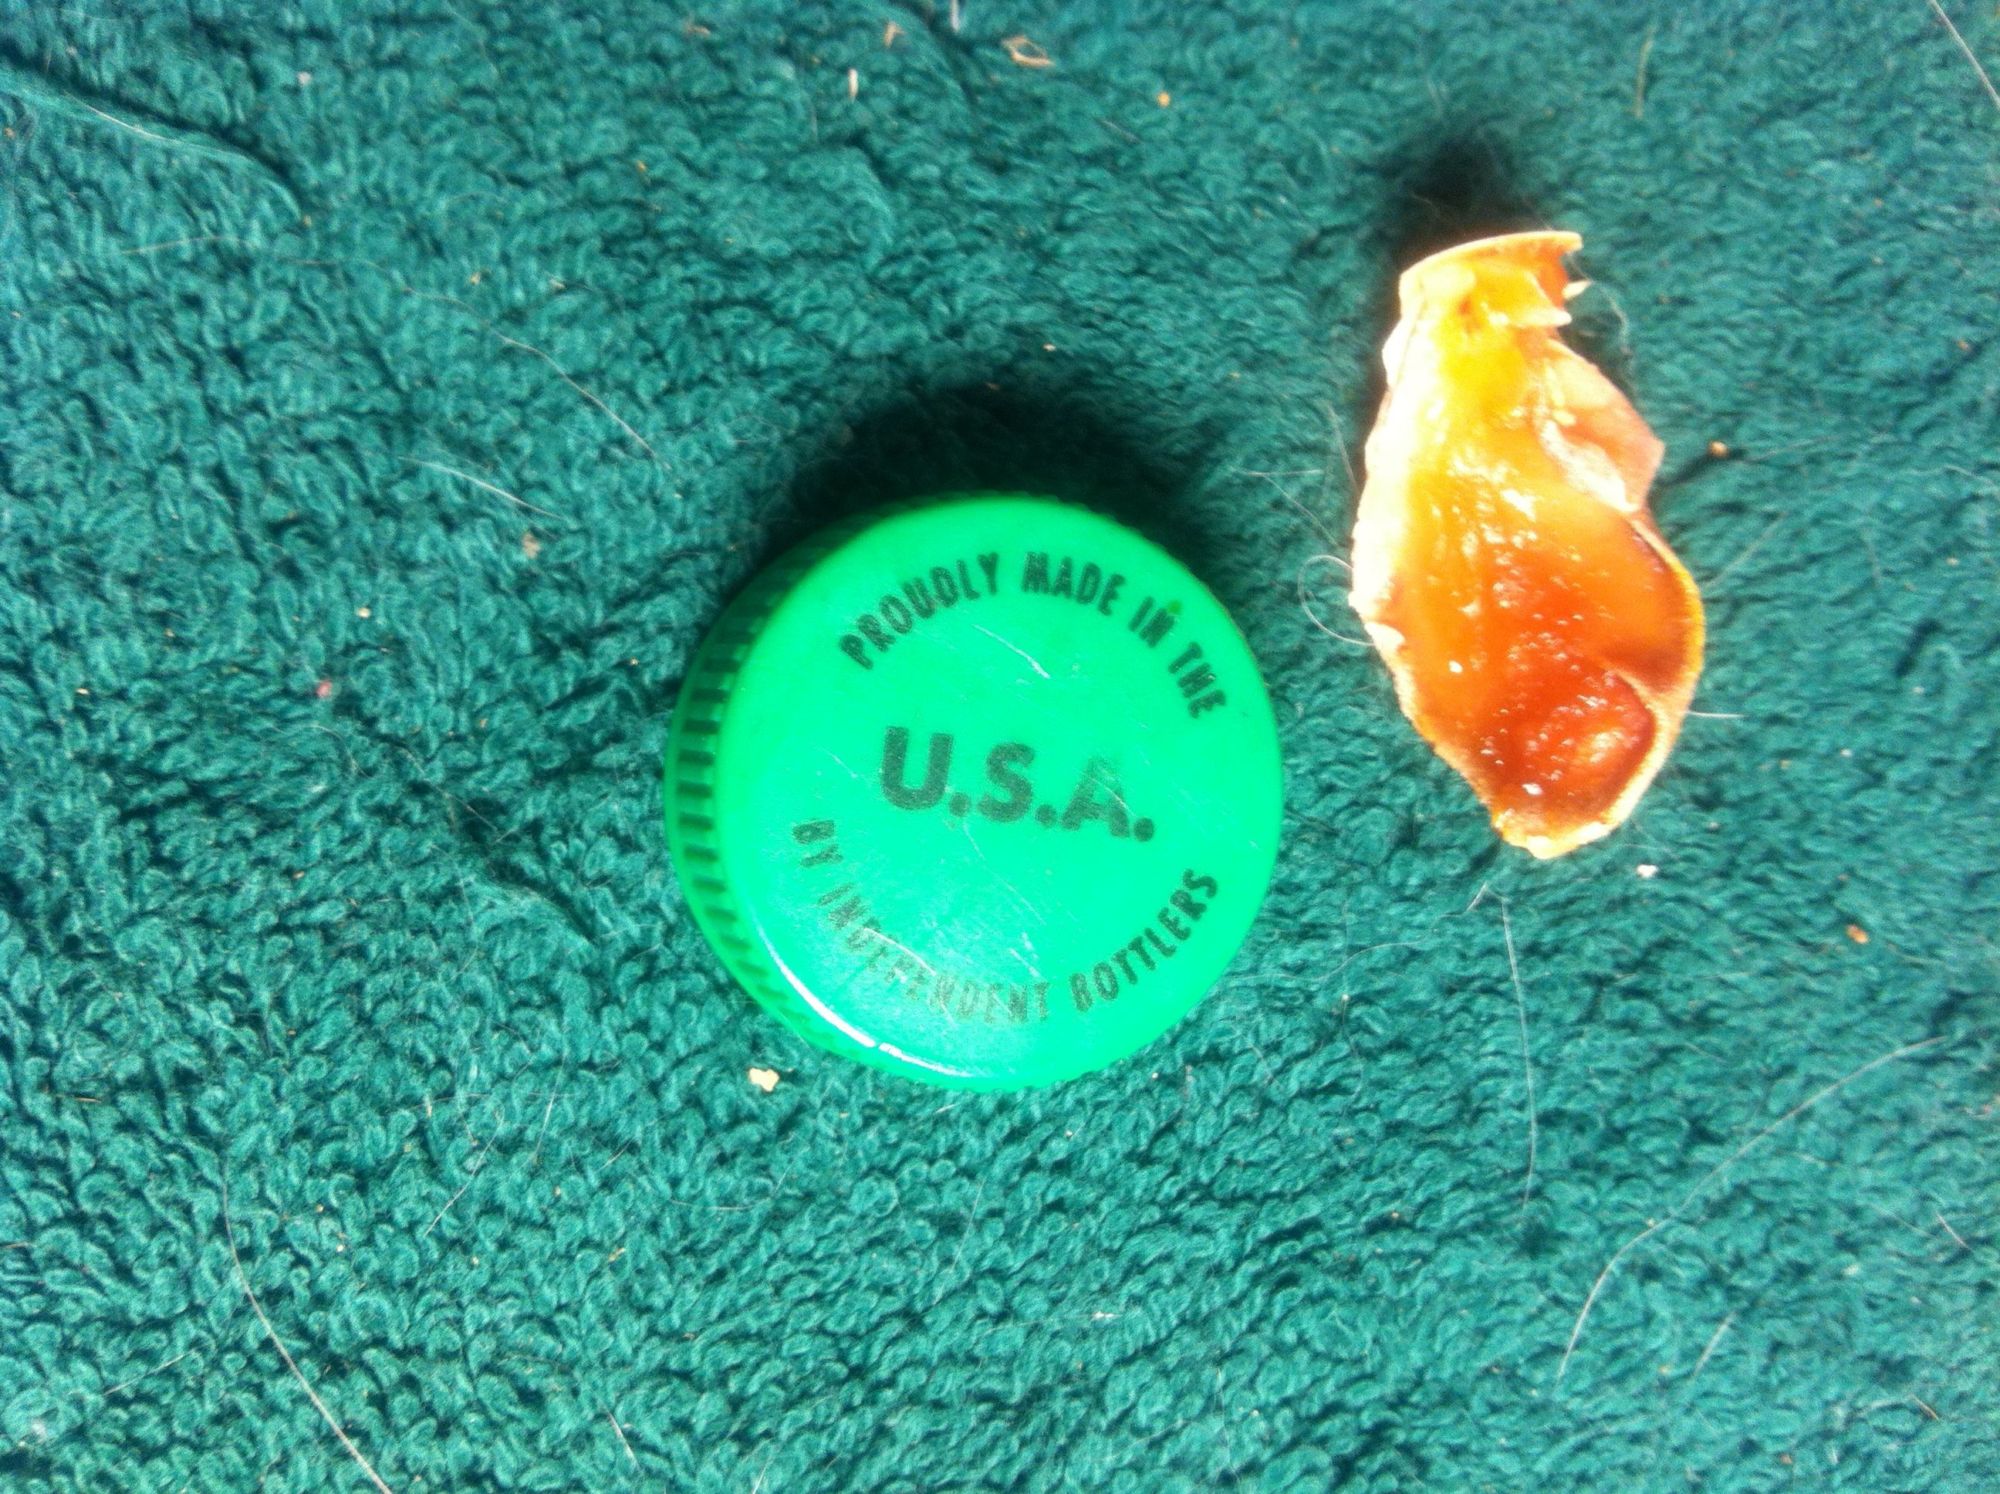 PROUDLY MADE IN THE
U.S.A.
BY INDEPENDENT BOTTLERS